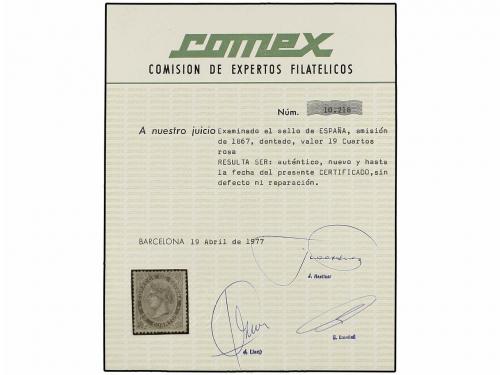 comex
COMISION DE EXPERTOS FILATELICOS
Núm. 10.216
A nuestro juicio Examinado el sello de ESPAÑA, emisión
de 1867, dentado, valor 19 Cuartos
rosa
RESULTA SER: auténtico, nuevo y hasta
la fecha del presente CERTIFICADO, sin
defecto ni reparación.
BARCELONA 19 Abril de 1977